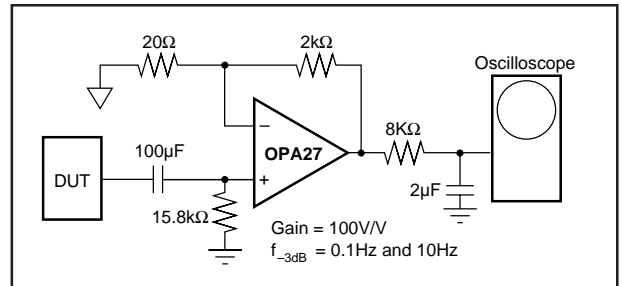 20Ω
2kΩ
Oscilloscope
8KΩ
100µF
–
OPA27
DUT
+
2µF
15.8kΩ
Gain = 100V/V
f–3dB = 0.1Hz and 10Hz